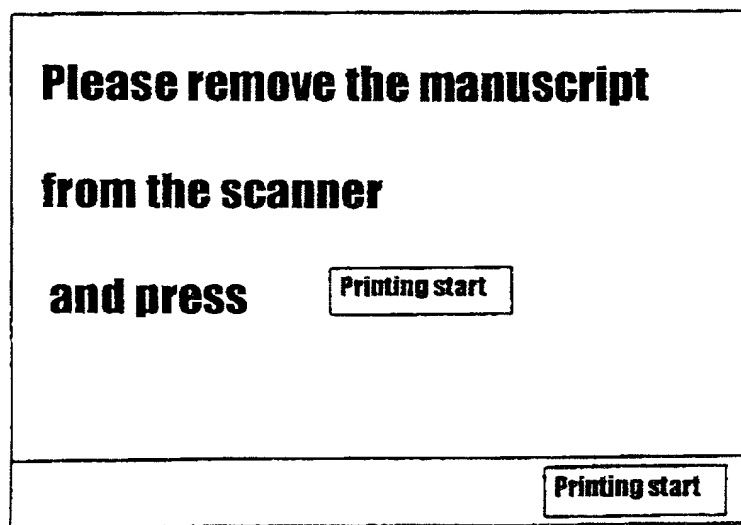 Please remove the manuscript
from the scanner
and press Printing start
Printing start